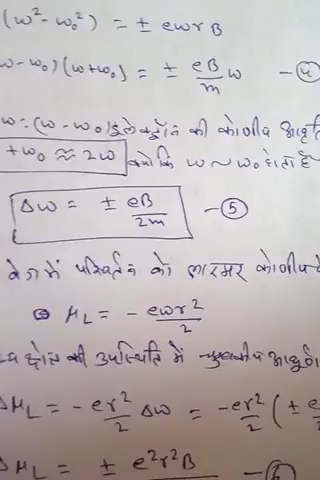 (ω² - ω₀²) = ± eωrB
ω - ω₀)(ω+ω₀) = ± eB/m ω — (4)
ω = (ω - ω₀) इलेक्ट्रॉन की कोणीय आवृत्ति
+ω₀ ≈ 2ω क्योंकि ω ~ ω₀ होता है
Δω = ± eB/2m — (5)
वेग में परिवर्तन को लारमर कोणीय
μL = - eωr²/2
की उपस्थिति में चुम्बकीय आघूर्ण
ΔμL = - er²/2 Δω = - er²/2 (± e
ΔμL = ± e²r²B — (6)